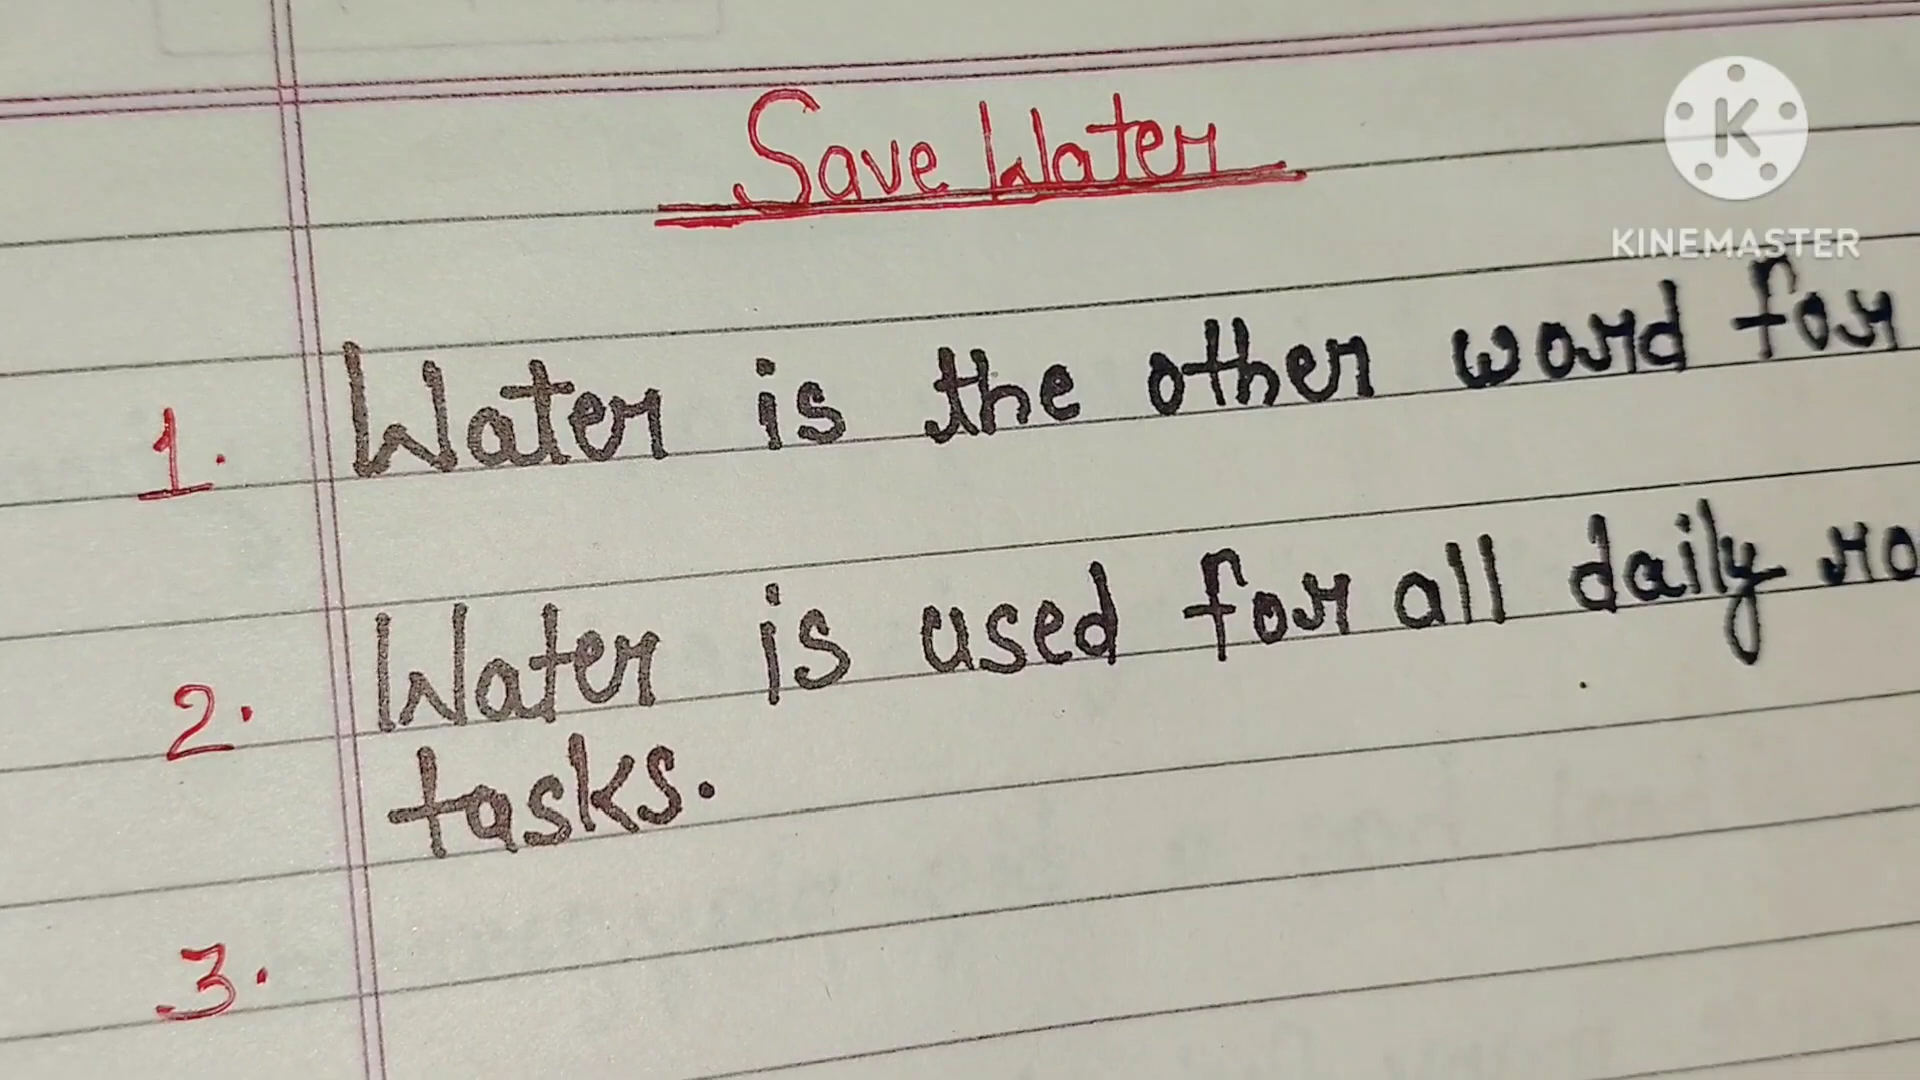 Save Water
KINEMASTER
1. Water is the other word for
2. Water is used for all daily
tasks.
3.